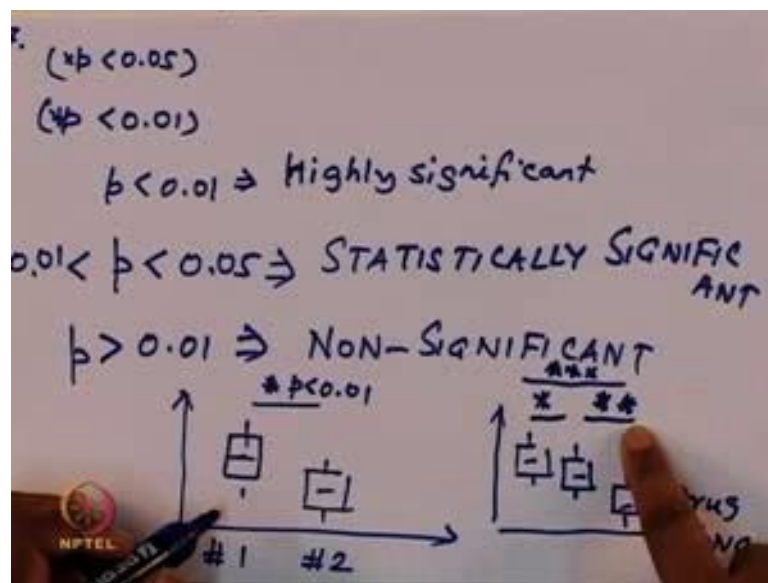 (*p < 0.05)
(**p < 0.01)
p < 0.01 ⇒ Highly significant
0.01 < p < 0.05 ⇒ STATISTICALLY SIGNIFIC
ANT
p > 0.01 ⇒ NON-SIGNIFICANT
* p<0.01
***
* **
#1 #2
NPTEL